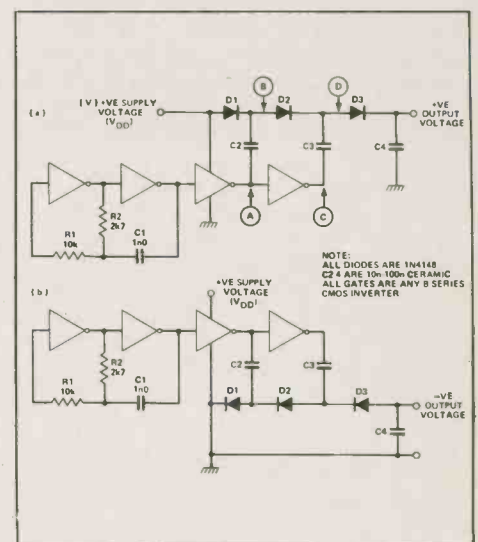 (a)
(V) +VE SUPPLY
VOLTAGE
(V_DD)
D1
B
D2
D
D3
+VE
OUTPUT
VOLTAGE
C2
C3
C4
A
C
R2
2k7
R1
10k
C1
1n0
NOTE:
ALL DIODES ARE 1N4148
C2 4 ARE 10n 100n CERAMIC
ALL GATES ARE ANY B SERIES
CMOS INVERTER
(b)
+VE SUPPLY
VOLTAGE
(V_DD)
R2
2k7
R1
10k
C1
1n0
C2
C3
D1
D2
D3
-VE
OUTPUT
VOLTAGE
C4